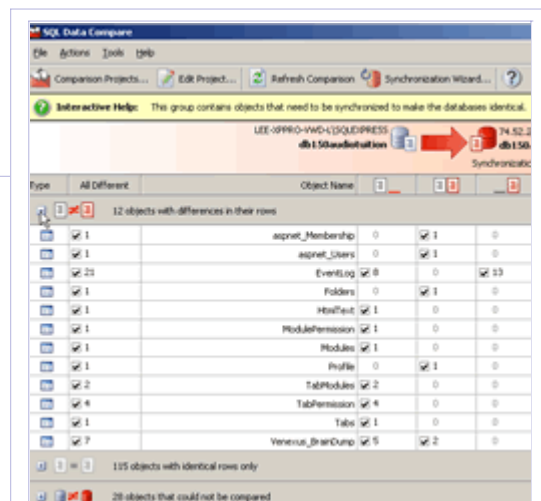 SQL Data Compare
File Actions Tools Help
Comparison Projects... Edit Project... Refresh Comparison Synchronization Wizard...
Interactive Help: This group contains objects that need to be synchronized to make the databases identical.
LEE-XPPRO-VWD-L\SQLEXPRESS 74.52.2
db150audiotuition db150
Synchronizatio
Type All Different Object Name
12 objects with differences in their rows
1 aspnet_Membership 0 1 0
1 aspnet_Users 0 1 0
21 EventLog 8 0 13
1 Folders 0 1 0
1 HtmlText 1 0 0
1 ModulePermission 1 0 0
1 Modules 1 0 0
1 Profile 0 1 0
2 TabModules 2 0 0
4 TabPermission 4 0 0
1 Tabs 1 0 0
7 Venexus_BrainDump 5 2 0
115 objects with identical rows only
28 objects that could not be compared